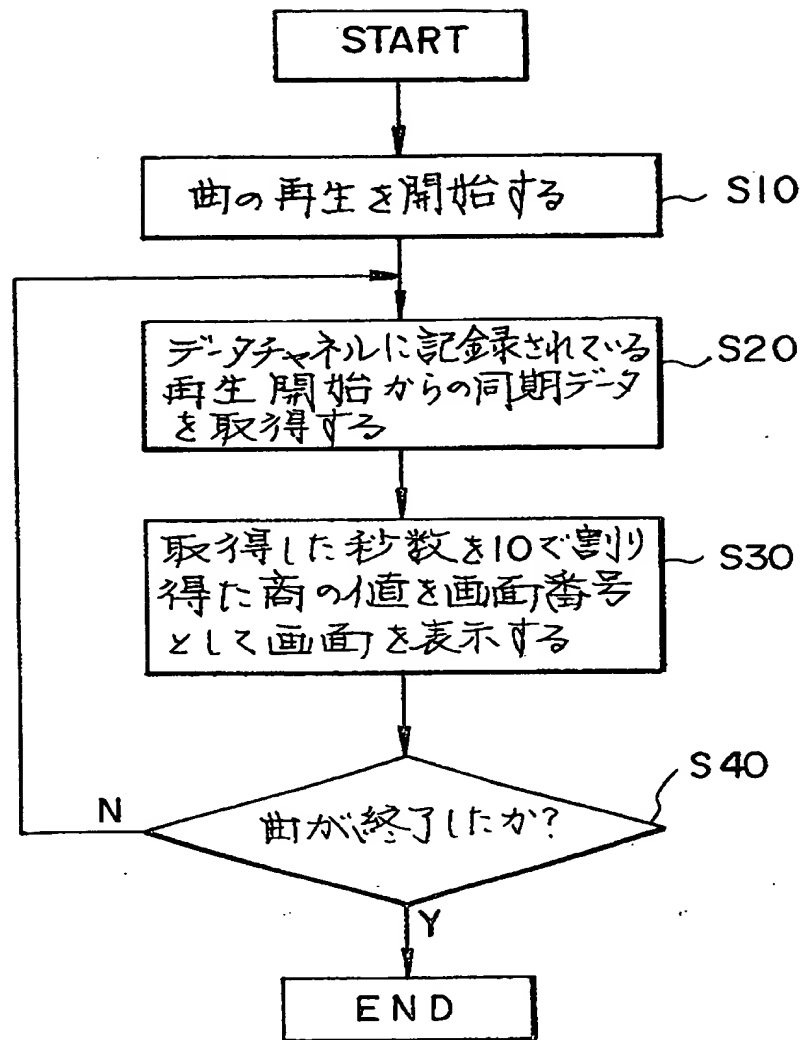 START
曲の再生を開始する
S10
データチャネルに記録されている
再生開始からの同期データ
を取得する
S20
取得した秒数を10で割り
得た商の値を画面番号
として画面を表示する
S30
曲が終了したか?
S40
N
Y
END